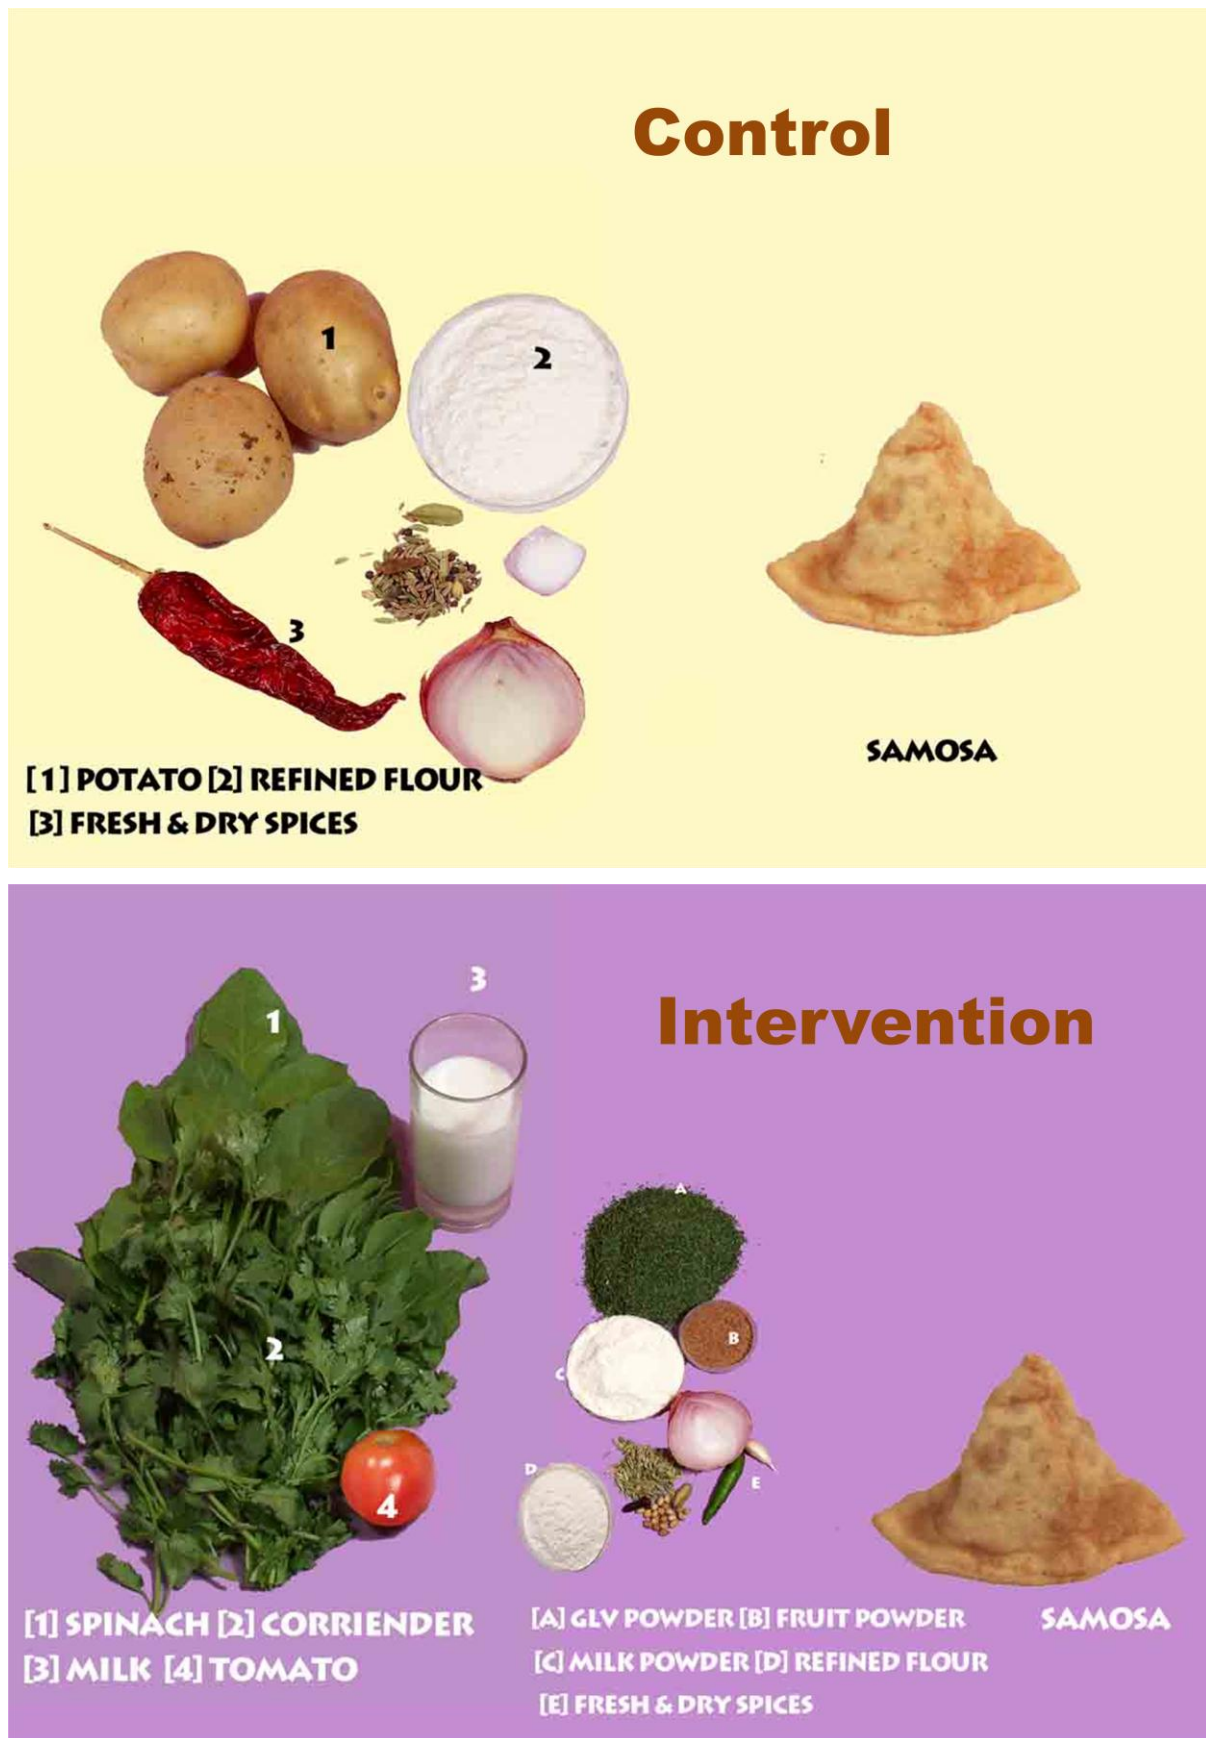 Control
1
2
3
SAMOSA
[1] POTATO [2] REFINED FLOUR
[3] FRESH & DRY SPICES
3
1
Intervention
A
2
B
C
D
E
4
[1] SPINACH [2] CORRIENDER
[3] MILK [4] TOMATO
[A] GLV POWDER [B] FRUIT POWDER
[C] MILK POWDER [D] REFINED FLOUR
[E] FRESH & DRY SPICES
SAMOSA